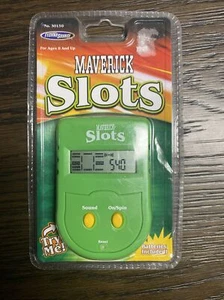 No. 30150
For Ages 8 And Up
MAVERICK
Slots
MAVERICK
Slots
540
Sound
On/Spin
Reset
Try
Me!
Batteries
Included!